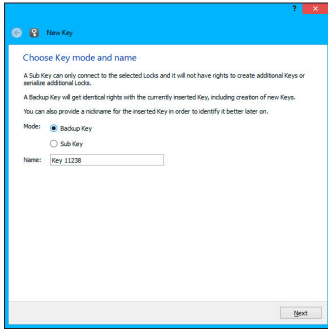 New Key
Choose Key mode and name
A Sub Key can only connect to the selected Locks and it will not have rights to create additional Keys or
serialize additional Locks.
A Backup Key will get identical rights with the currently inserted Key, including creation of new Keys.
You can also provide a nickname for the inserted Key in order to identify it better later on.
Mode:
Backup Key
Sub Key
Name: Key 11238
Next